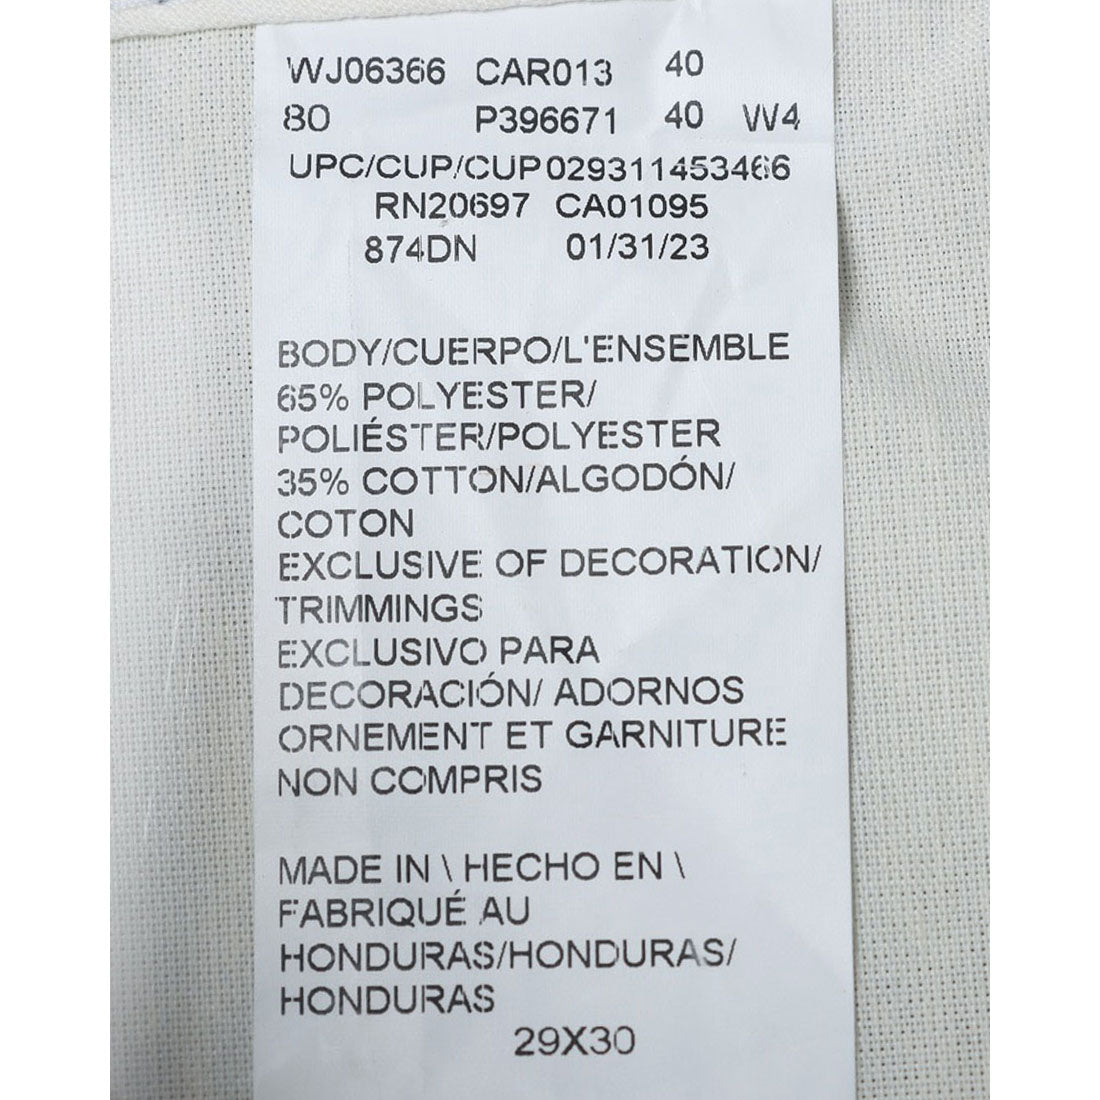 WJ06366 CAR013 40
80 P396671 40 W4
UPC/CUP/CUP029311453466
RN20697 CA01095
874DN 01/31/23
BODY/CUERPO/L'ENSEMBLE
65% POLYESTER/
POLIÉSTER/POLYESTER
35% COTTON/ALGODÓN/
COTON
EXCLUSIVE OF DECORATION/
TRIMMINGS
EXCLUSIVO PARA
DECORACIÓN/ ADORNOS
ORNEMENT ET GARNITURE
NON COMPRIS
MADE IN \ HECHO EN \
FABRIQUÉ AU
HONDURAS/HONDURAS/
HONDURAS
29X30